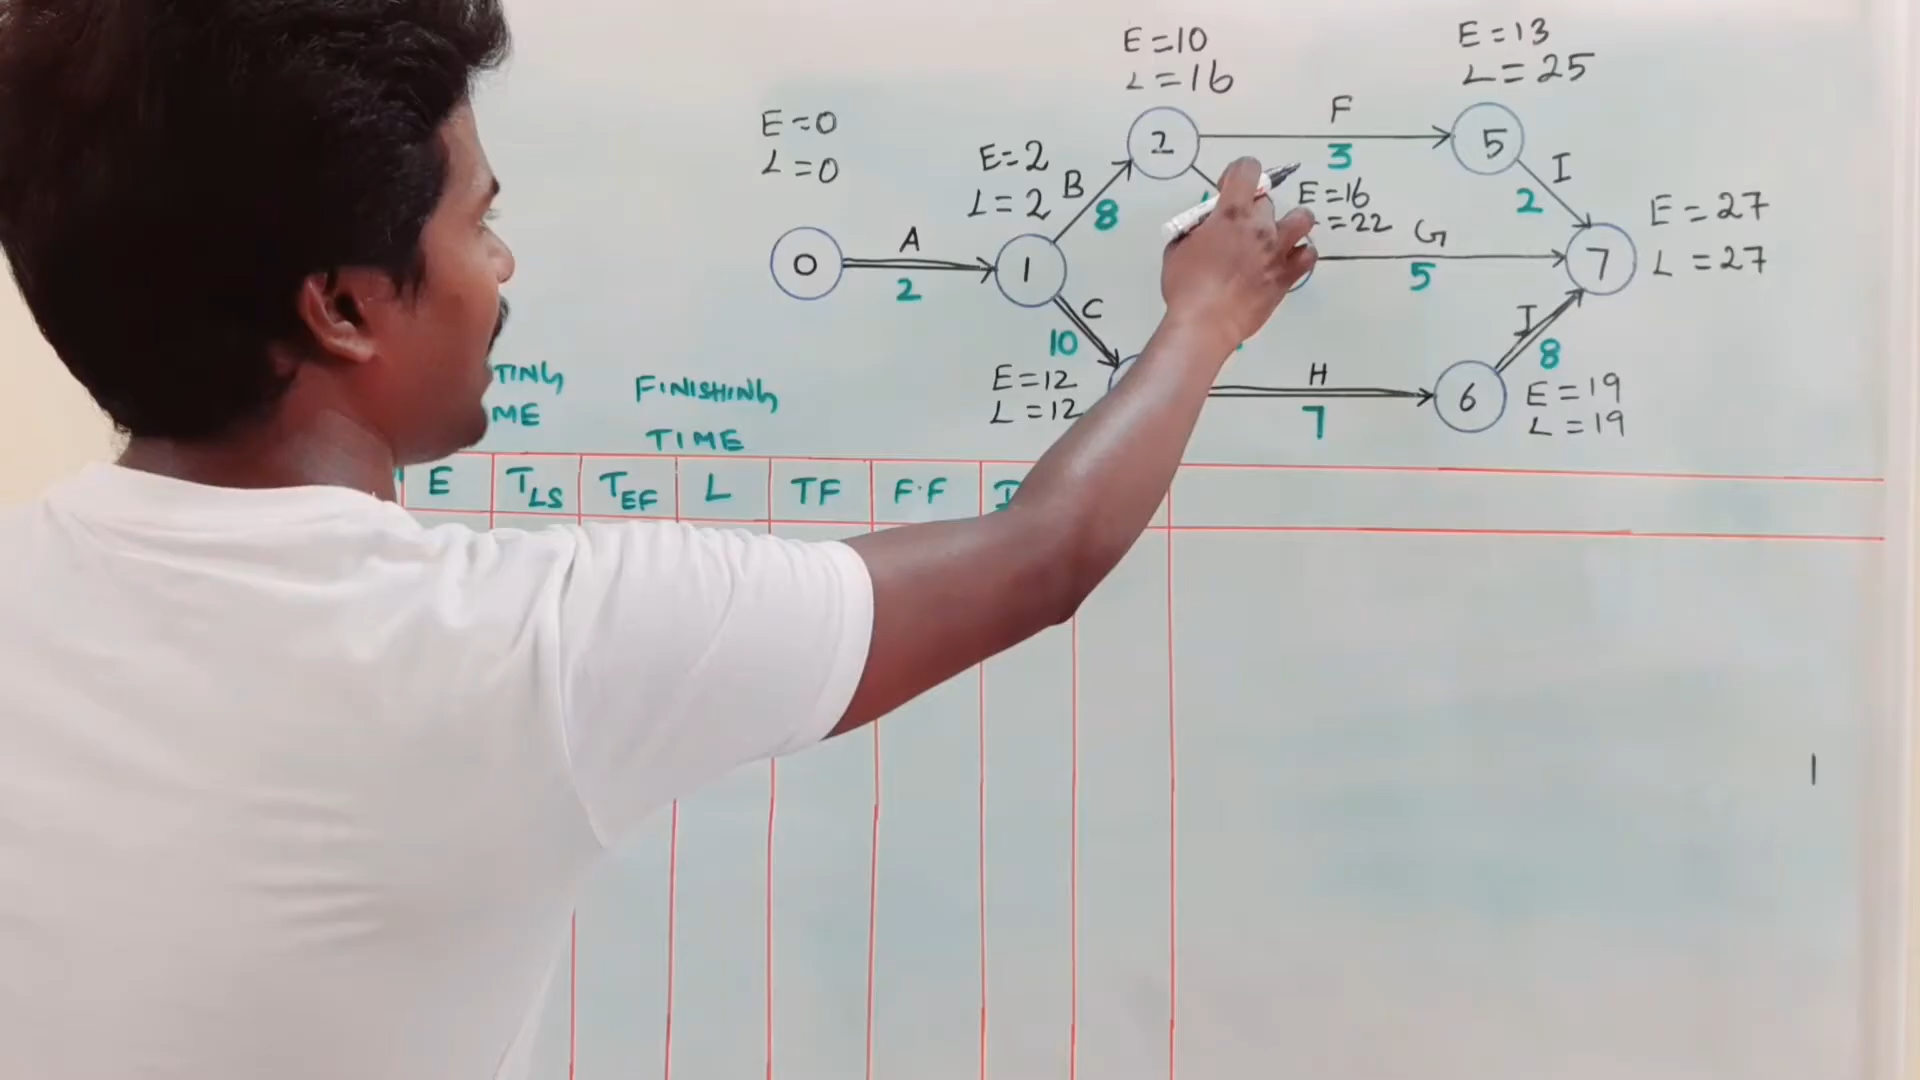 E = 10
L = 16
E = 13
L = 25
F
3
E = 0
L = 0
E = 2
L = 2
B
8
2
5
I
2
E = 16
= 22
G
5
E = 27
L = 27
0
A
2
1
7
C
10
I
8
E = 12
L = 12
H
7
6
E = 19
L = 19
TING
ME
FINISHING
TIME
E
TLS
TEF
L
TF
F.F
1